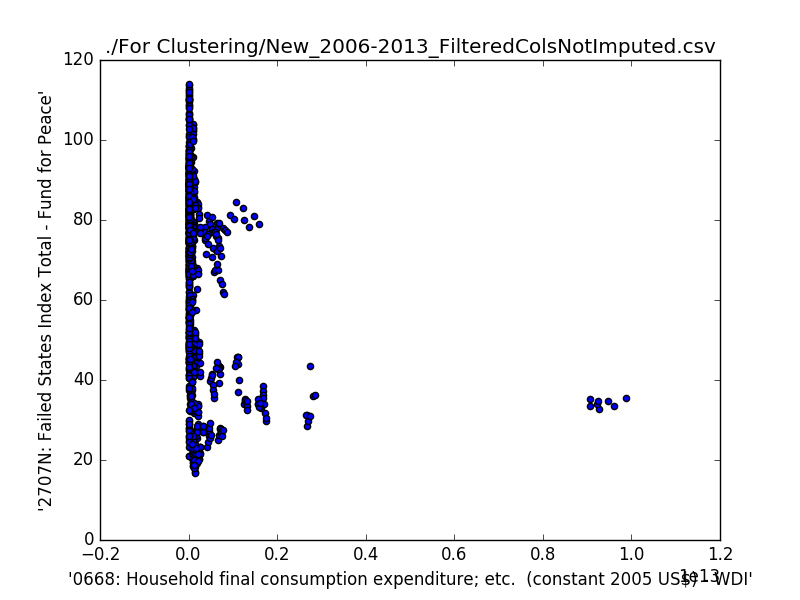 ./For Clustering/New_2006-2013_FilteredColsNotImputed.csv
120
100
80
60
40
20
0
'2707N: Failed States Index Total - Fund for Peace'
−0.2 0.0 0.2 0.4 0.6 0.8 1.0 1.2
1e13
'0668: Household final consumption expenditure; etc.  (constant 2005 US$) - WDI'